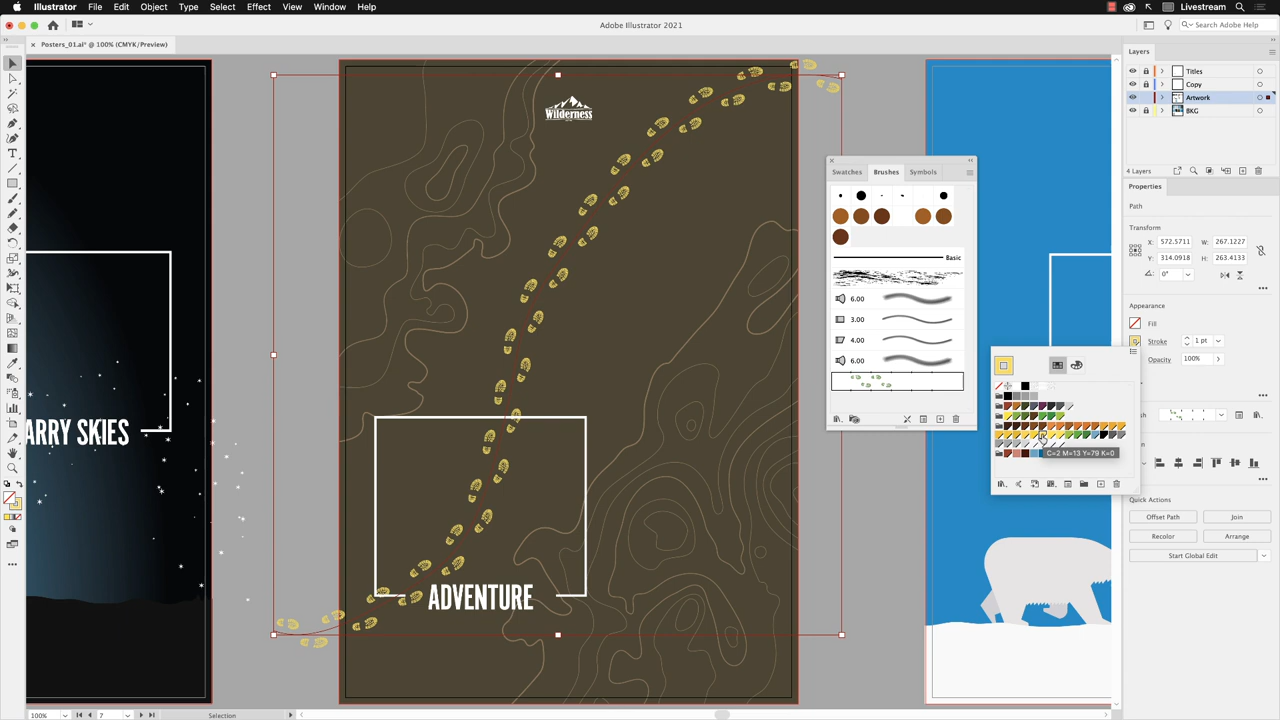 Illustrator File Edit Object Type Select Effect View Window Help
Livestream
Adobe Illustrator 2021
Search Adobe Help
Posters_01.ai* @ 100% (CMYK/Preview)
Layers
Titles
Copy
Artwork
BKG
4 Layers
Wilderness
Swatches Brushes Symbols
Basic
6.00
3.00
4.00
6.00
Properties
Path
Transform
X: 572.5711 W: 267.1227
Y: 314.0918 H: 263.4133
0°
Appearance
Fill
Stroke 1 pt
Opacity 100%
C=2 M=13 Y=79 K=0
Quick Actions
Offset Path Join
Recolor Arrange
Start Global Edit
ARRY SKIES
ADVENTURE
100% 7 Selection